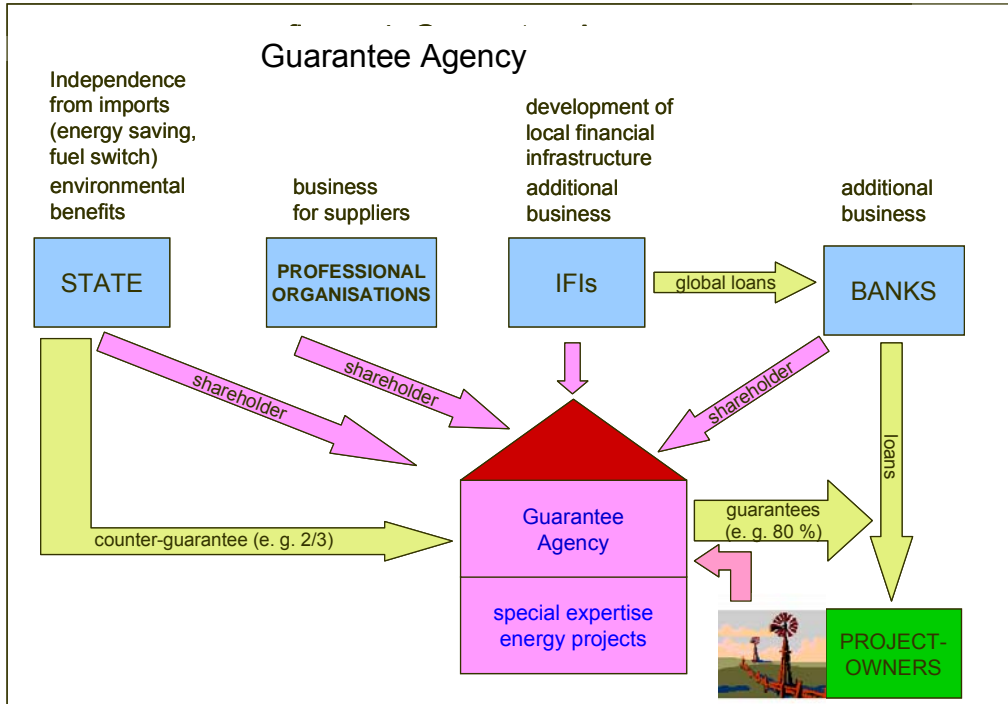 Guarantee Agency
Independence
from imports
(energy saving,
fuel switch)
environmental
benefits
business
for suppliers
development of
local financial
infrastructure
additional
business
additional
business
STATE
PROFESSIONAL
ORGANISATIONS
IFIs
global loans
BANKS
shareholder
shareholder
shareholder
loans
counter-guarantee (e. g. 2/3)
Guarantee
Agency
guarantees
(e. g. 80 %)
special expertise
energy projects
PROJECT-
OWNERS